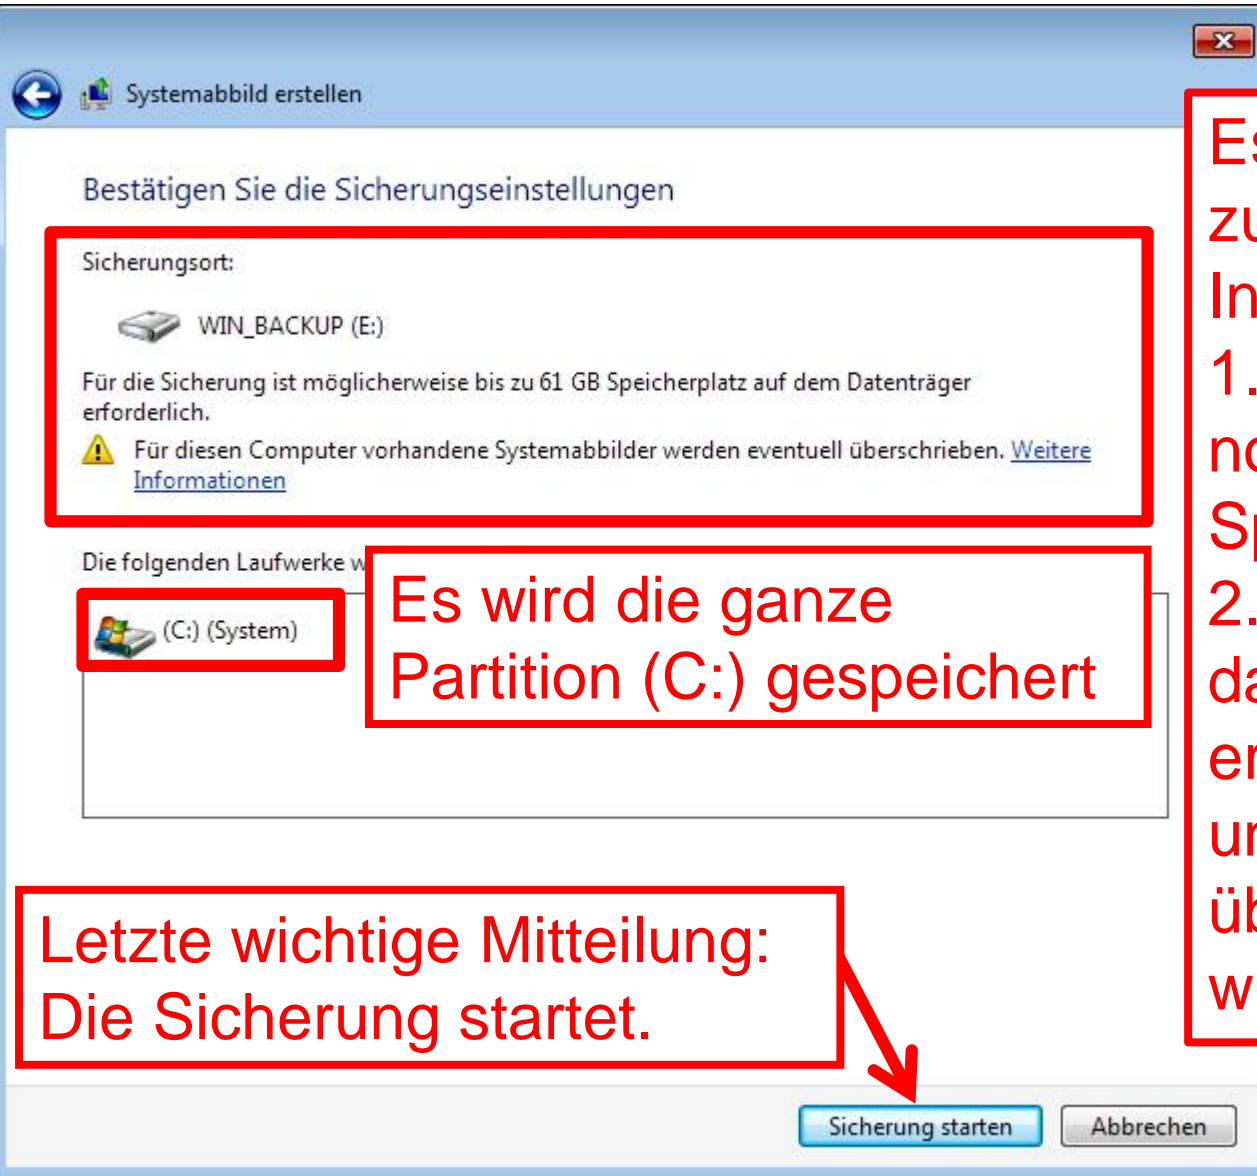 Systemabbild erstellen
Bestätigen Sie die Sicherungseinstellungen
Sicherungsort:
WIN_BACKUP (E:)
Für die Sicherung ist möglicherweise bis zu 61 GB Speicherplatz auf dem Datenträger
erforderlich.
Für diesen Computer vorhandene Systemabbilder werden eventuell überschrieben. Weitere
Informationen
Die folgenden Laufwerke
(C:) (System)
Es wird die ganze
Partition (C:) gespeichert
Letzte wichtige Mitteilung:
Die Sicherung startet.
Sicherung starten
Abbrechen
1.
2.